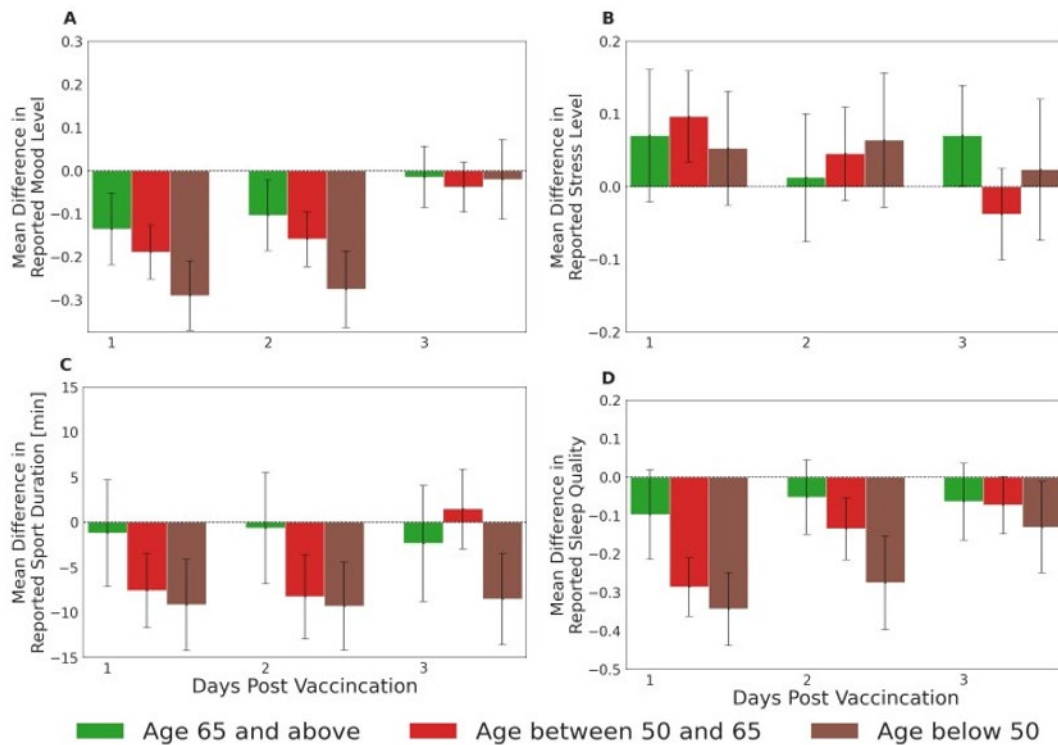 A
Mean Difference in
Reported Mood Level
0.3
0.2
0.1
0.0
−0.1
−0.2
−0.3
1 2 3
B
Mean Difference in
Reported Stress Level
0.2
0.1
0.0
−0.1
−0.2
1 2 3
C
Mean Difference in
Reported Sport Duration [min]
15
10
5
0
−5
−10
−15
1 2 3
Days Post Vaccincation
D
Mean Difference in
Reported Sleep Quality
0.2
0.1
0.0
−0.1
−0.2
−0.3
−0.4
−0.5
1 2 3
Days Post Vaccincation
Age 65 and above Age between 50 and 65 Age below 50